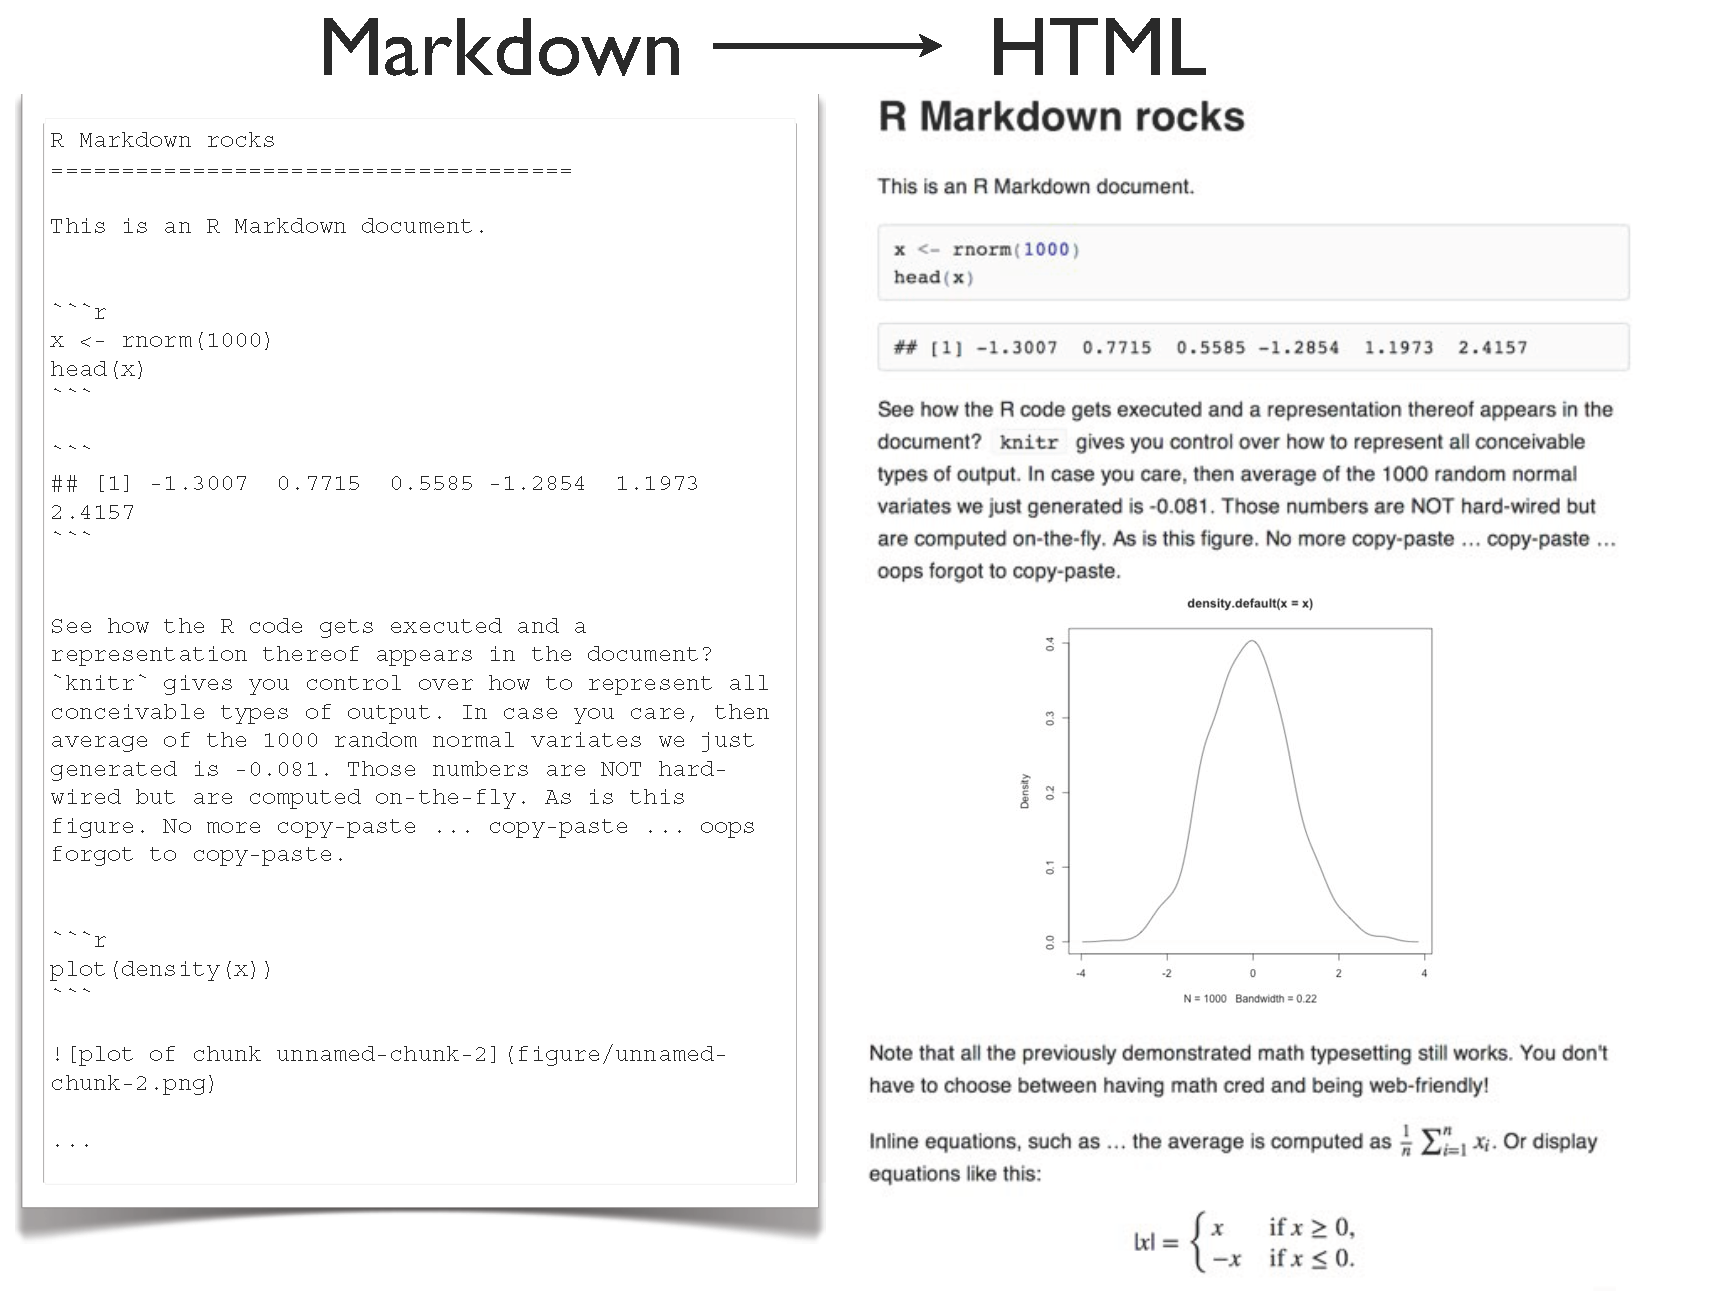 Markdown → HTML
R Markdown rocks
=====================================
This is an R Markdown document.
```r
x <- rnorm(1000)
head(x)
```
```
## [1] -1.3007  0.7715  0.5585 -1.2854  1.1973
2.4157
```
See how the R code gets executed and a
representation thereof appears in the document?
`knitr` gives you control over how to represent all
conceivable types of output. In case you care, then
average of the 1000 random normal variates we just
generated is -0.081. Those numbers are NOT hard-
wired but are computed on-the-fly. As is this
figure. No more copy-paste ... copy-paste ... oops
forgot to copy-paste.
```r
plot(density(x))
```
![plot of chunk unnamed-chunk-2](figure/unnamed-
chunk-2.png)
...
R Markdown rocks
This is an R Markdown document.
x <- rnorm(1000)
head(x)
## [1] -1.3007  0.7715  0.5585 -1.2854  1.1973  2.4157
See how the R code gets executed and a representation thereof appears in the
document? knitr gives you control over how to represent all conceivable
types of output. In case you care, then average of the 1000 random normal
variates we just generated is -0.081. Those numbers are NOT hard-wired but
are computed on-the-fly. As is this figure. No more copy-paste ... copy-paste ...
oops forgot to copy-paste.
density.default(x = x)
0.4
0.3
0.2
0.1
0.0
Density
-4 -2 0 2 4
N = 1000 Bandwidth = 0.22
Note that all the previously demonstrated math typesetting still works. You don't
have to choose between having math cred and being web-friendly!
Inline equations, such as ... the average is computed as 1/n ∑ⁿᵢ₌₁ xᵢ. Or display
equations like this:
|x| = { x if x ≥ 0,
−x if x ≤ 0.